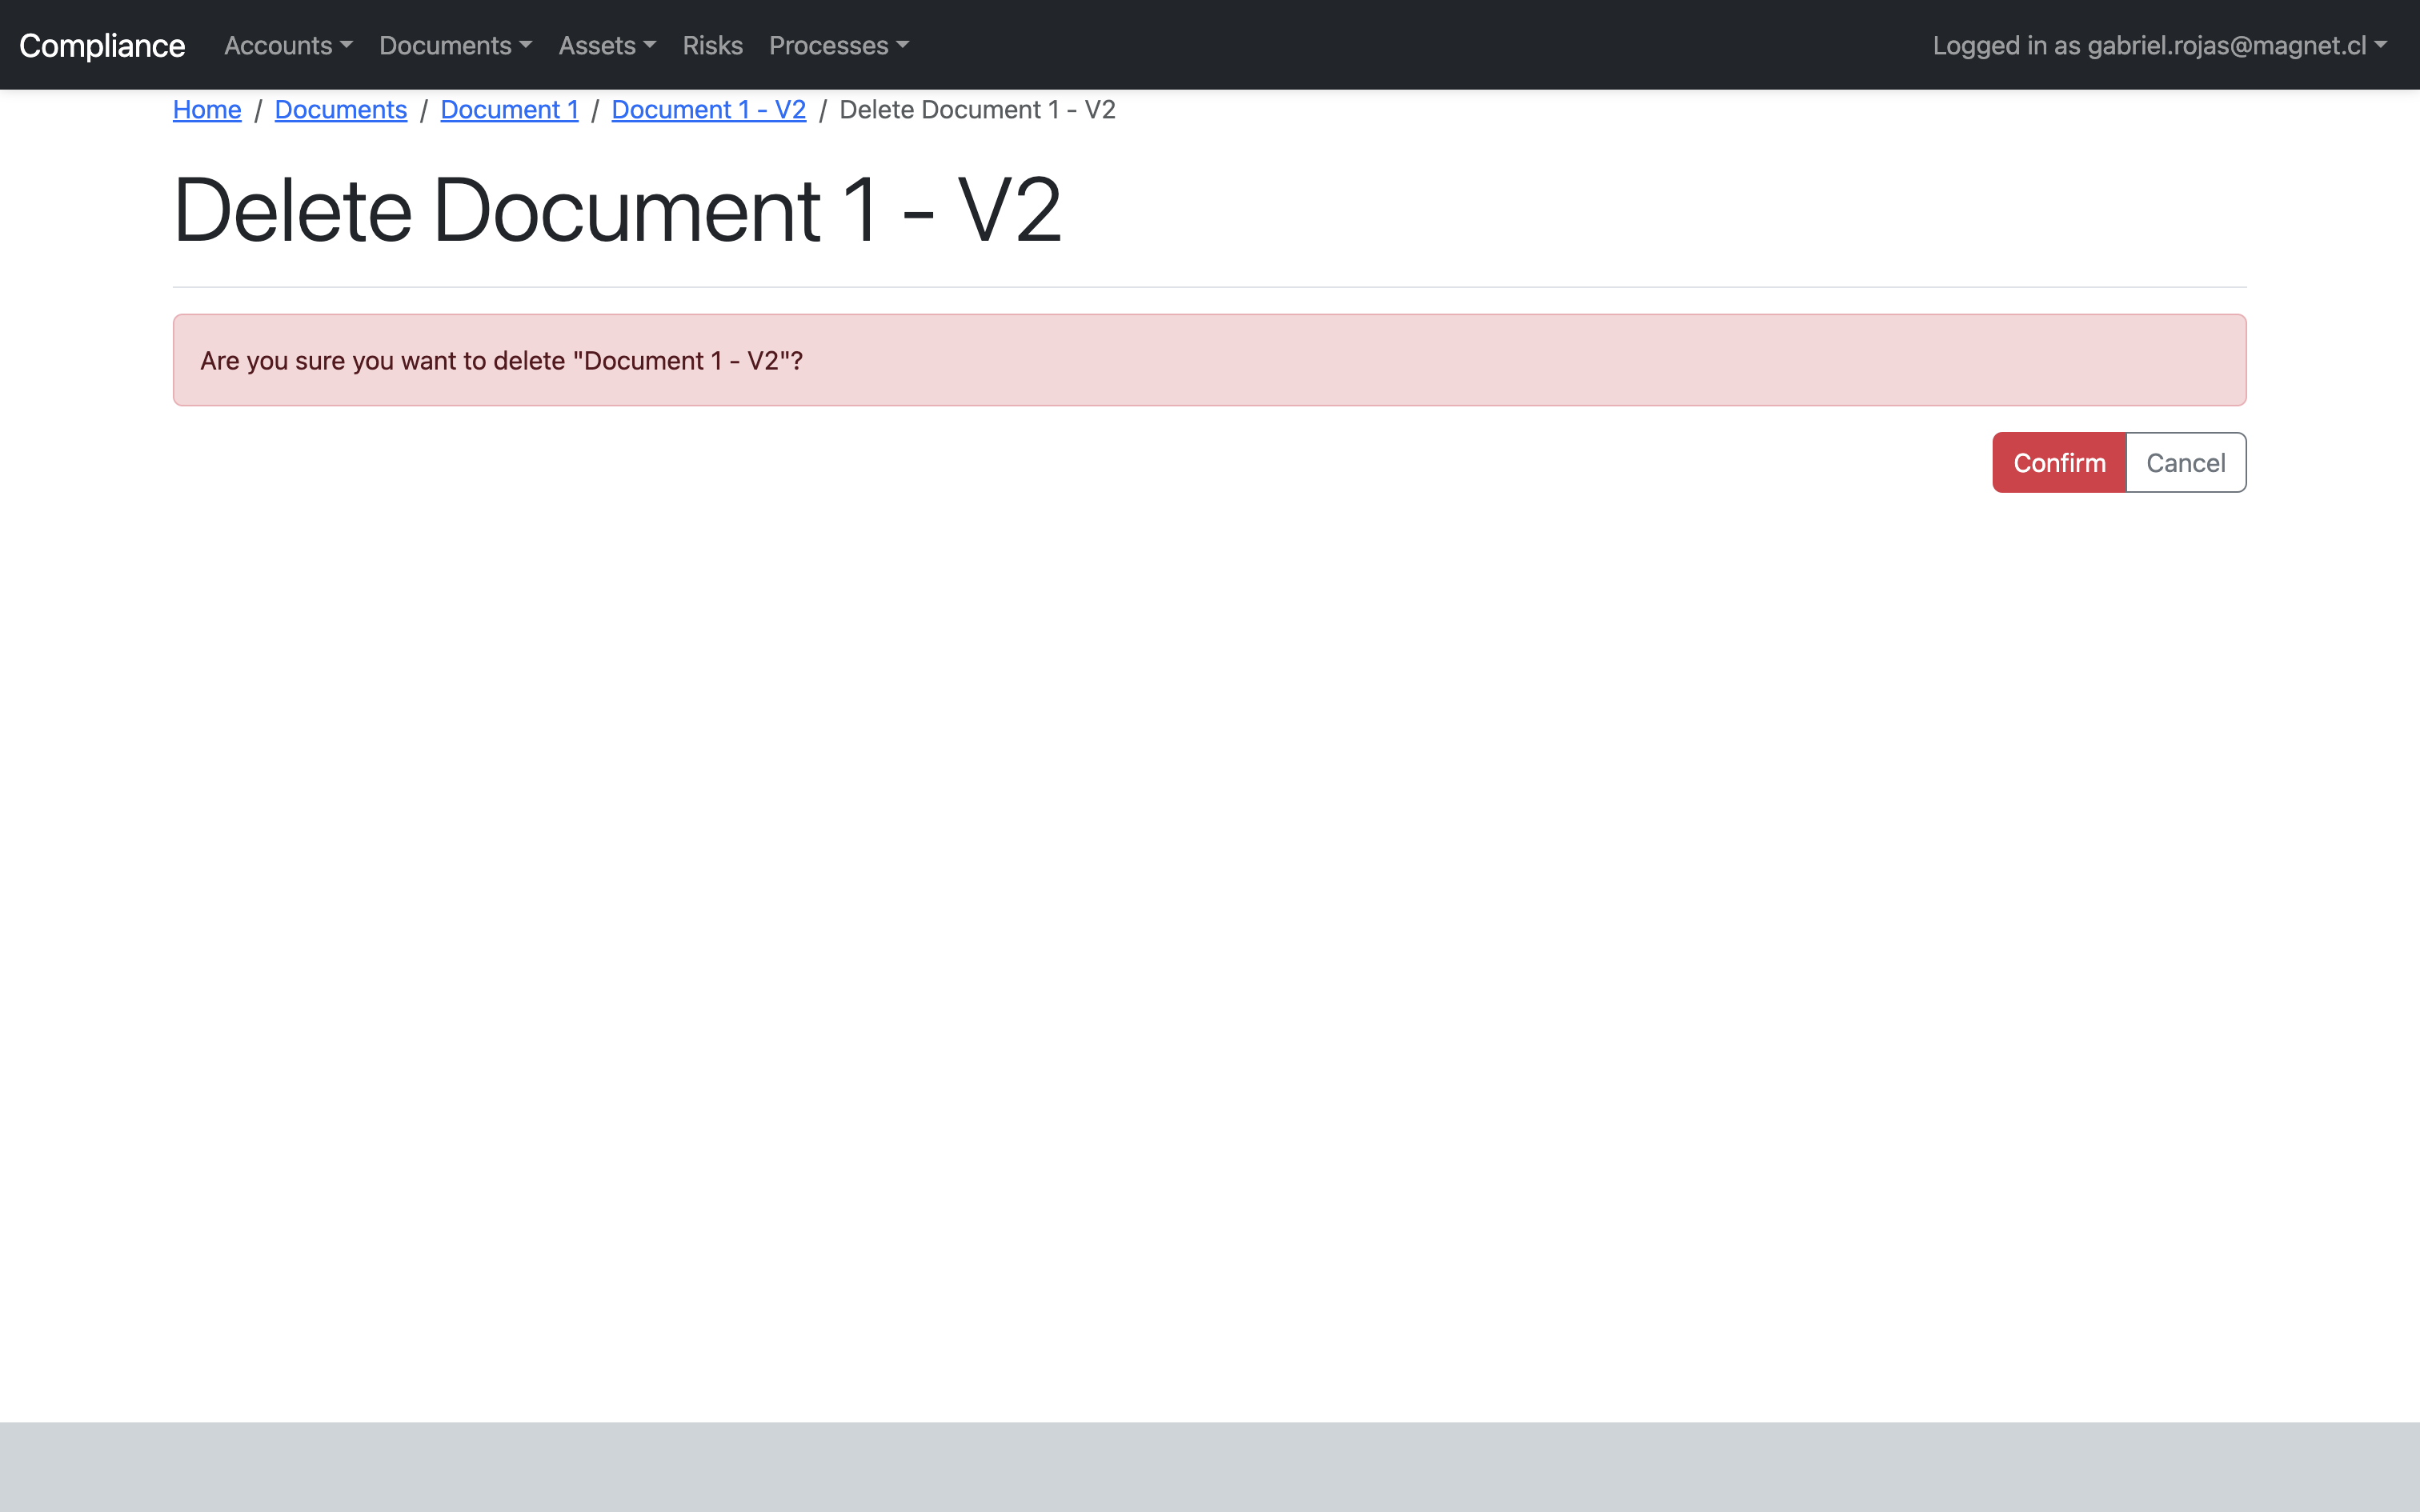 Compliance Accounts Documents Assets Risks Processes Logged in as gabriel.rojas@magnet.cl
Home / Documents / Document 1 / Document 1 - V2 / Delete Document 1 - V2
Delete Document 1 - V2
Are you sure you want to delete "Document 1 - V2"?
Confirm Cancel